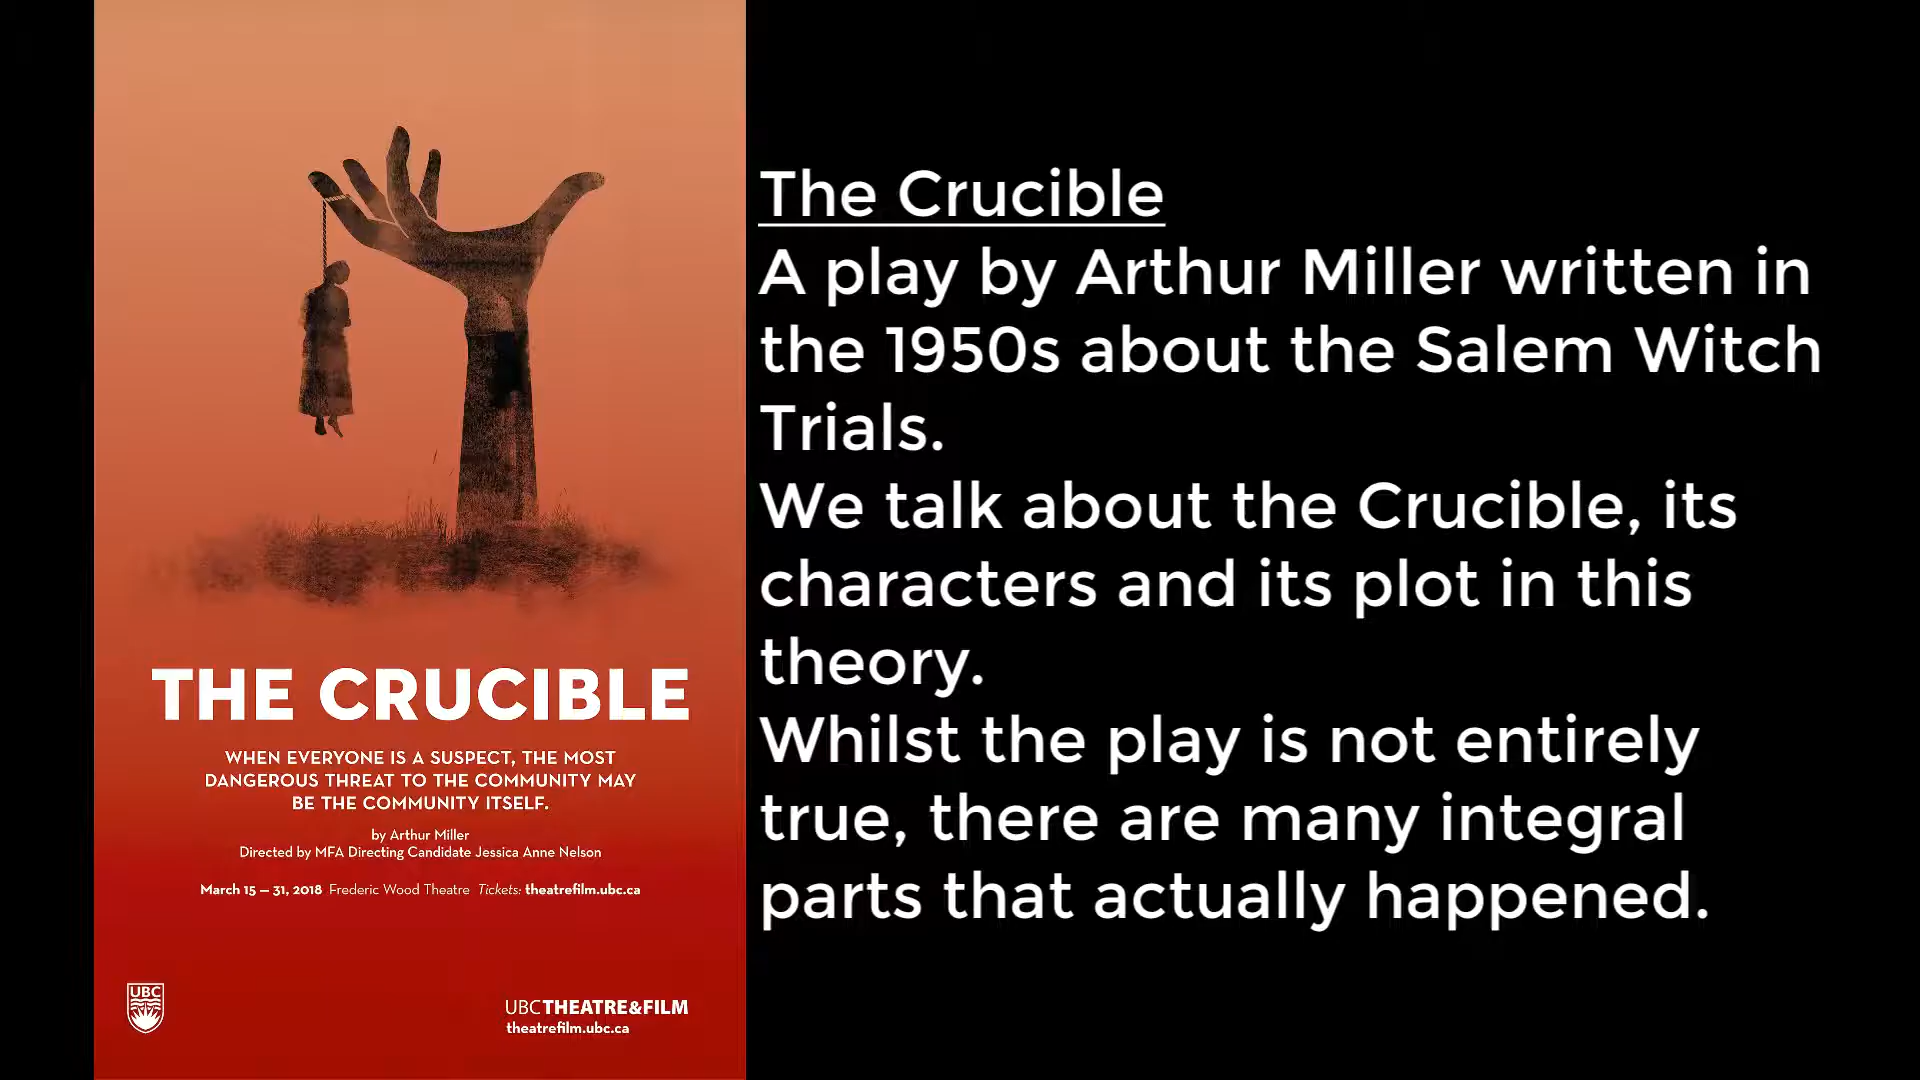 THE CRUCIBLE
WHEN EVERYONE IS A SUSPECT, THE MOST
DANGEROUS THREAT TO THE COMMUNITY MAY
BE THE COMMUNITY ITSELF.
by Arthur Miller
Directed by MFA Directing Candidate Jessica Anne Nelson
March 15 – 31, 2018 Frederic Wood Theatre Tickets: theatrefilm.ubc.ca
UBC
UBCTHEATRE&FILM
theatrefilm.ubc.ca
The Crucible
A play by Arthur Miller written in
the 1950s about the Salem Witch
Trials.
We talk about the Crucible, its
characters and its plot in this
theory.
Whilst the play is not entirely
true, there are many integral
parts that actually happened.